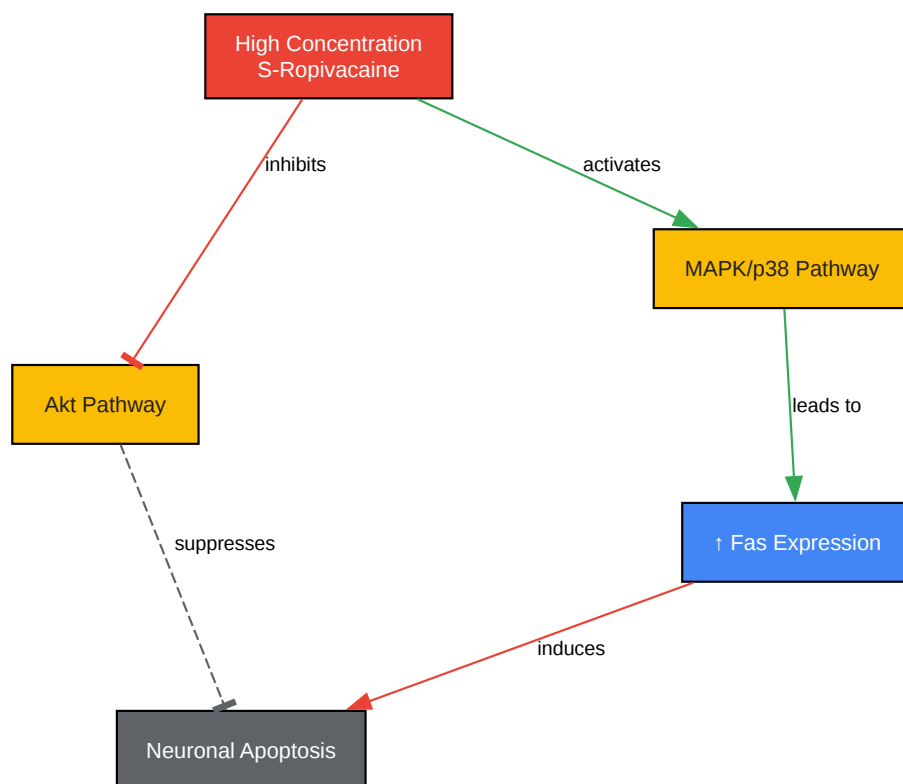 High Concentration
S-Ropivacaine
inhibits
activates
MAPK/p38 Pathway
Akt Pathway
leads to
suppresses
↑ Fas Expression
induces
Neuronal Apoptosis